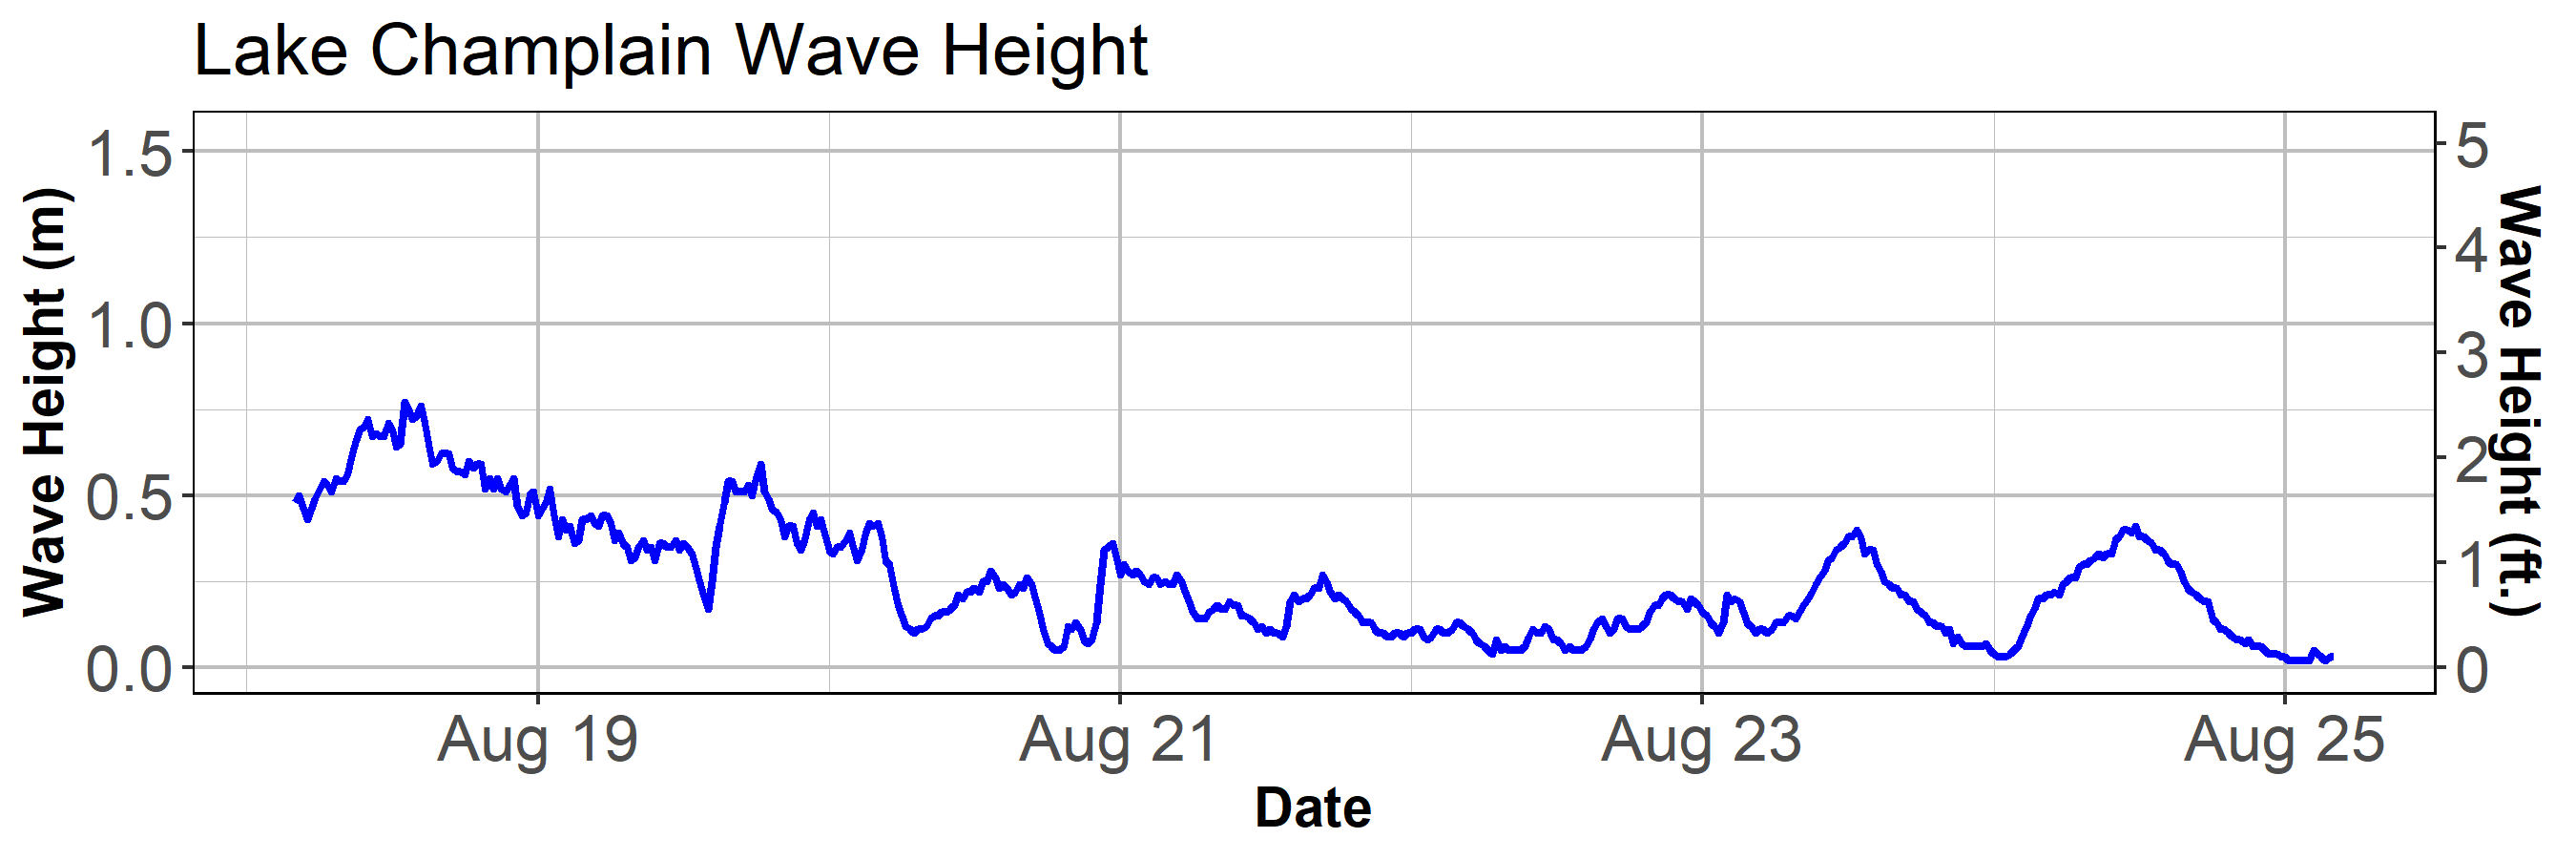 Lake Champlain Wave Height
Wave Height (m)
1.5
1.0
0.5
0.0
5
4
3
2
1
0
Wave Height (ft.)
Aug 19
Aug 21
Aug 23
Aug 25
Date